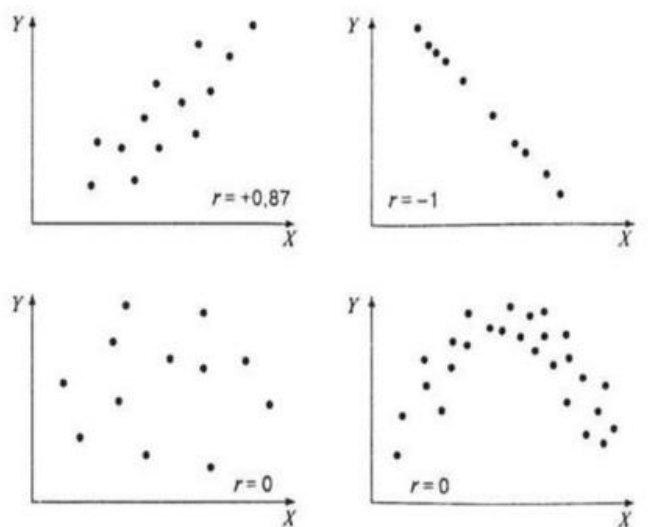 Y
Y
r = +0,87
r = –1
X
X
Y
Y
r = 0
r = 0
X
X